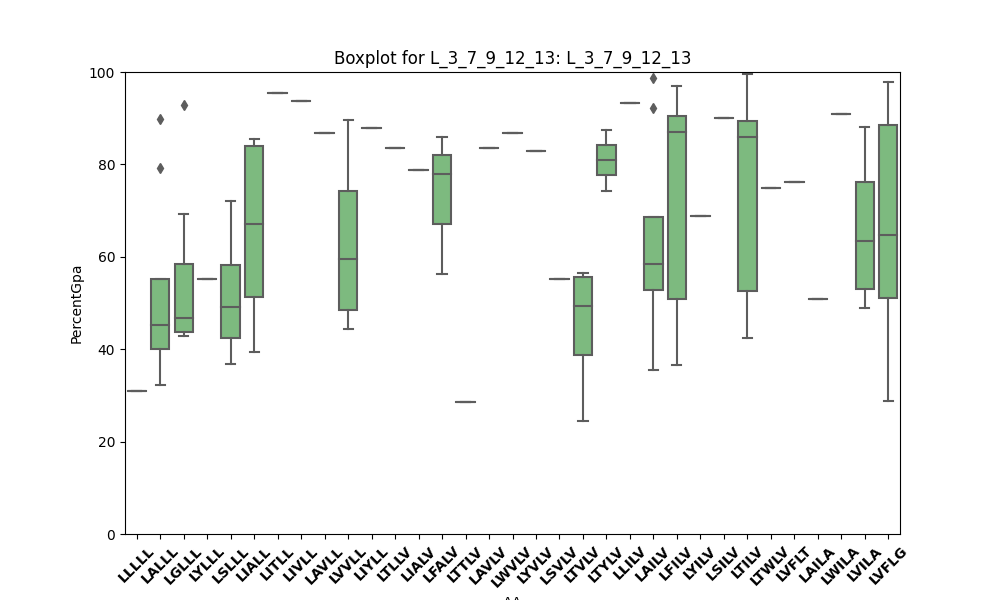 Boxplot for L_3_7_9_12_13: L_3_7_9_12_13
PercentGpa
100
80
60
40
20
0
LLLLL
LALLL
LGLLL
LYLLL
LSLLL
LIALL
LITLL
LIVLL
LAVLL
LVVLL
LIYLL
LTLLV
LIALV
LFALV
LTTLV
LAVLV
LWVLV
LYVLV
LSVLV
LTVLV
LTYLV
LLILV
LAILV
LFILV
LYILV
LSILV
LTILV
LTWLV
LVFLT
LAILA
LWILA
LVILA
LVFLG